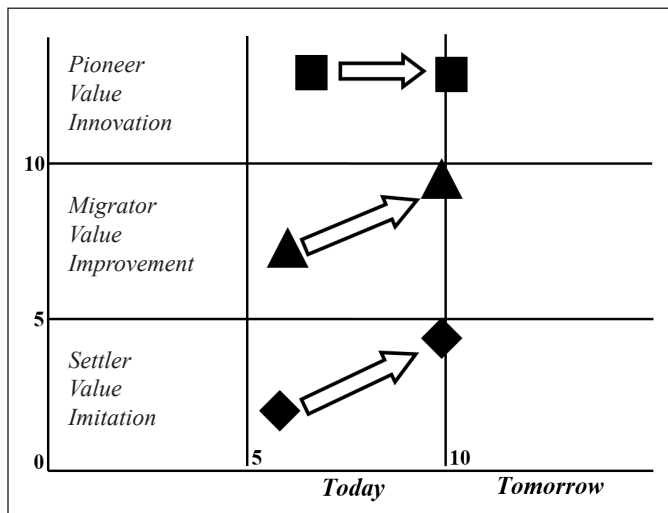 Pioneer
Value
Innovation
10
Migrator
Value
Improvement
5
Settler
Value
Imitation
0
5
10
Today
Tomorrow